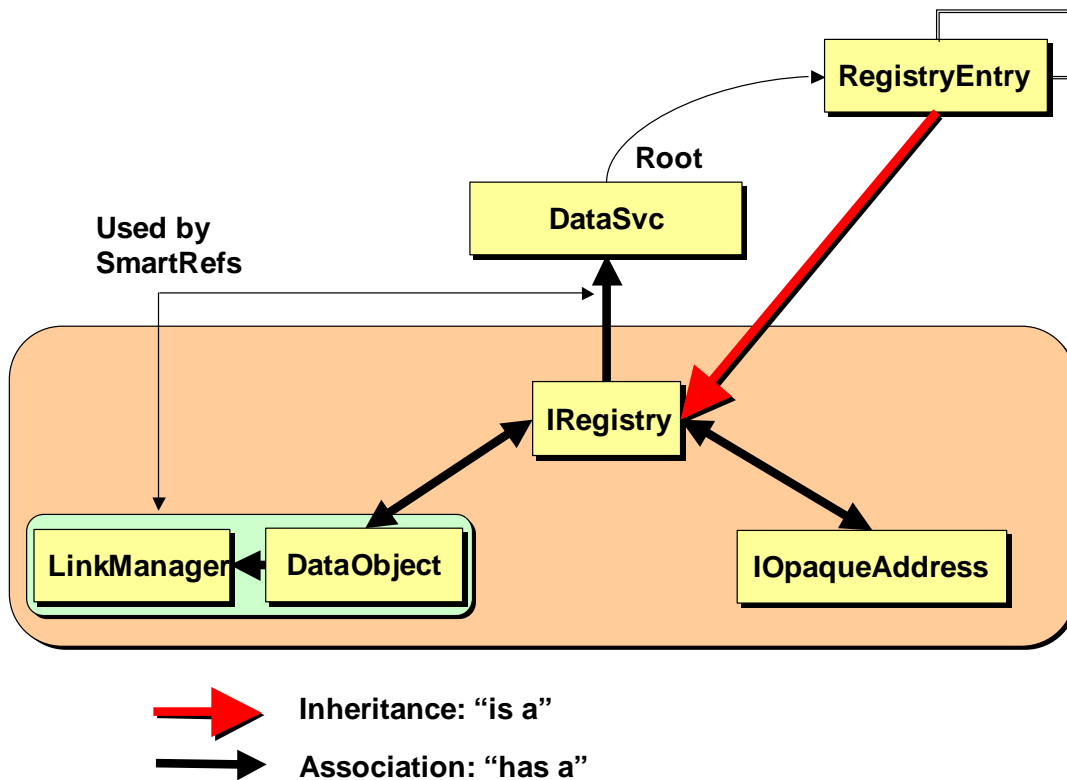 RegistryEntry
Root
DataSvc
Used by
SmartRefs
IRegistry
LinkManager
DataObject
IOpaqueAddress
Inheritance: “is a”
Association: “has a”